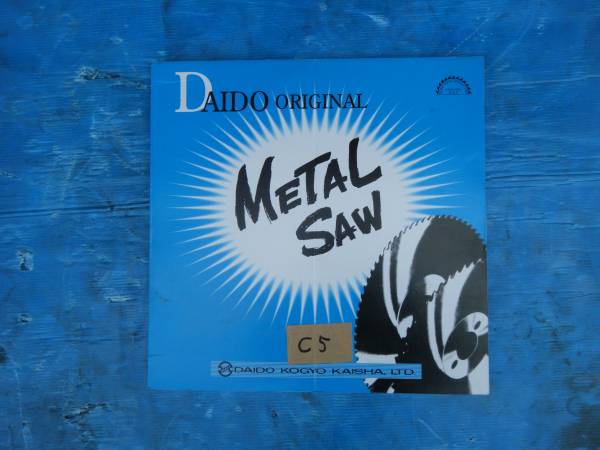 DAIDO ORIGINAL
METAL
SAW
C5
DAIDO KOGYO KAISHA, LTD